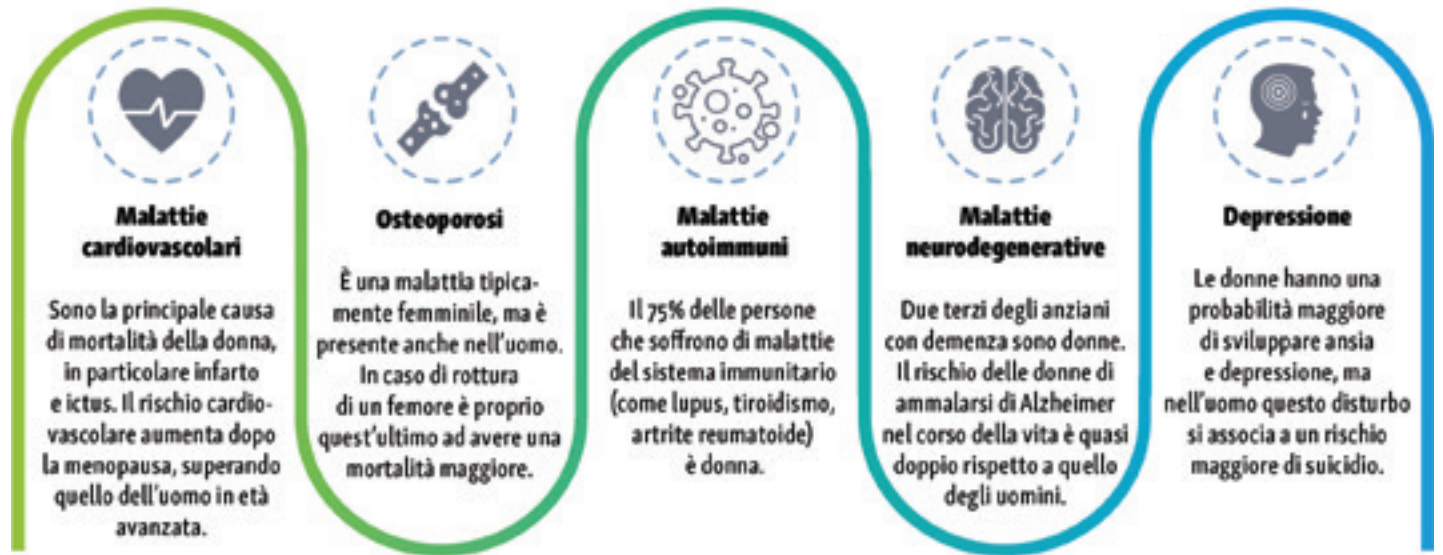 Malattie
cardiovascolari
Sono la principale causa
di mortalità della donna,
in particolare infarto
e ictus. Il rischio cardio-
vascolare aumenta dopo
la menopausa, superando
quello dell'uomo in età
avanzata.
Osteoporosi
È una malattia tipica-
mente femminile, ma è
presente anche nell'uomo.
In caso di rottura
di un femore è proprio
quest'ultimo ad avere una
mortalità maggiore.
Malattie
autoimmuni
Il 75% delle persone
che soffrono di malattie
del sistema immunitario
(come lupus, tiroidismo,
artrite reumatoide)
è donna.
Malattie
neurodegenerative
Due terzi degli anziani
con demenza sono donne.
Il rischio delle donne di
ammalarsi di Alzheimer
nel corso della vita è quasi
doppio rispetto a quello
degli uomini.
Depressione
Le donne hanno una
probabilità maggiore
di sviluppare ansia
e depressione, ma
nell'uomo questo disturbo
si associa a un rischio
maggiore di suicidio.